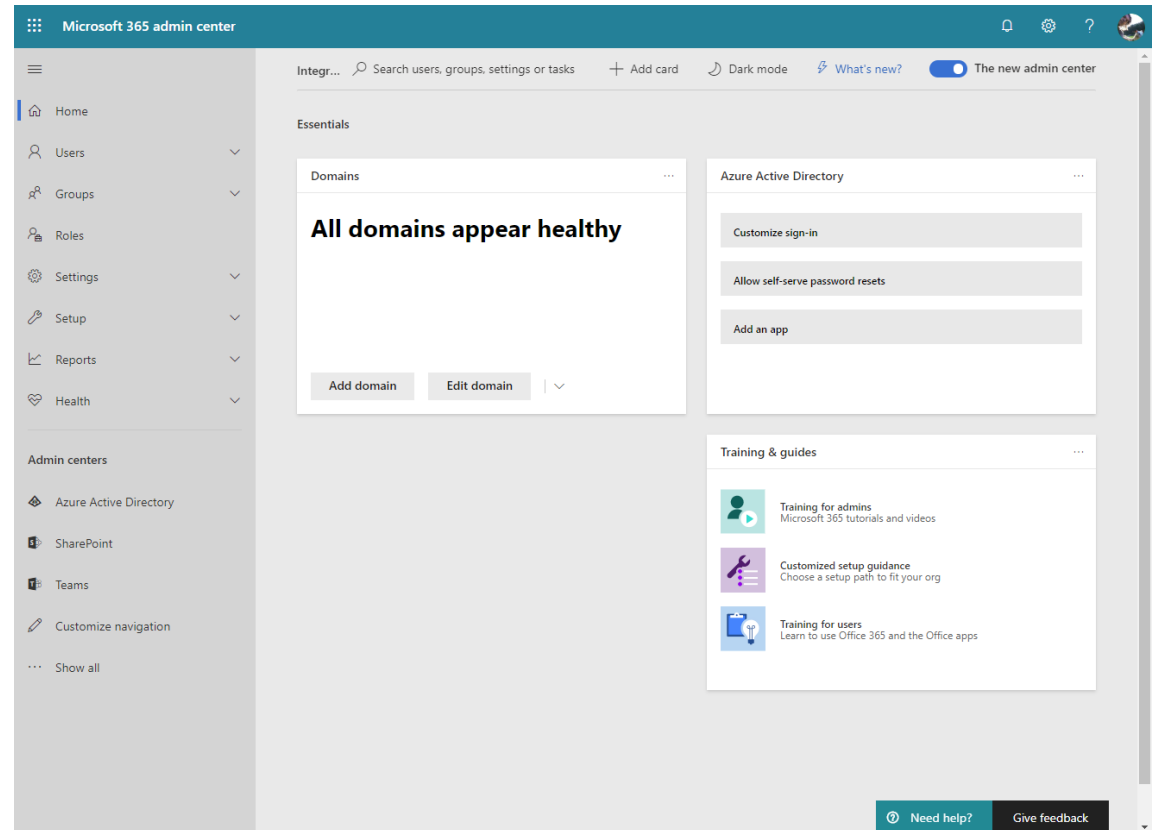 Microsoft 365 admin center
?
Integr...
Search users, groups, settings or tasks
Add card
Dark mode
What's new?
The new admin center
Home
Users
Groups
Roles
Settings
Setup
Reports
Health
Admin centers
Azure Active Directory
SharePoint
Teams
Customize navigation
Show all
Essentials
Domains
All domains appear healthy
Add domain
Edit domain
Azure Active Directory
Customize sign-in
Allow self-serve password resets
Add an app
Training & guides
Training for admins
Microsoft 365 tutorials and videos
Customized setup guidance
Choose a setup path to fit your org
Training for users
Learn to use Office 365 and the Office apps
Need help?
Give feedback